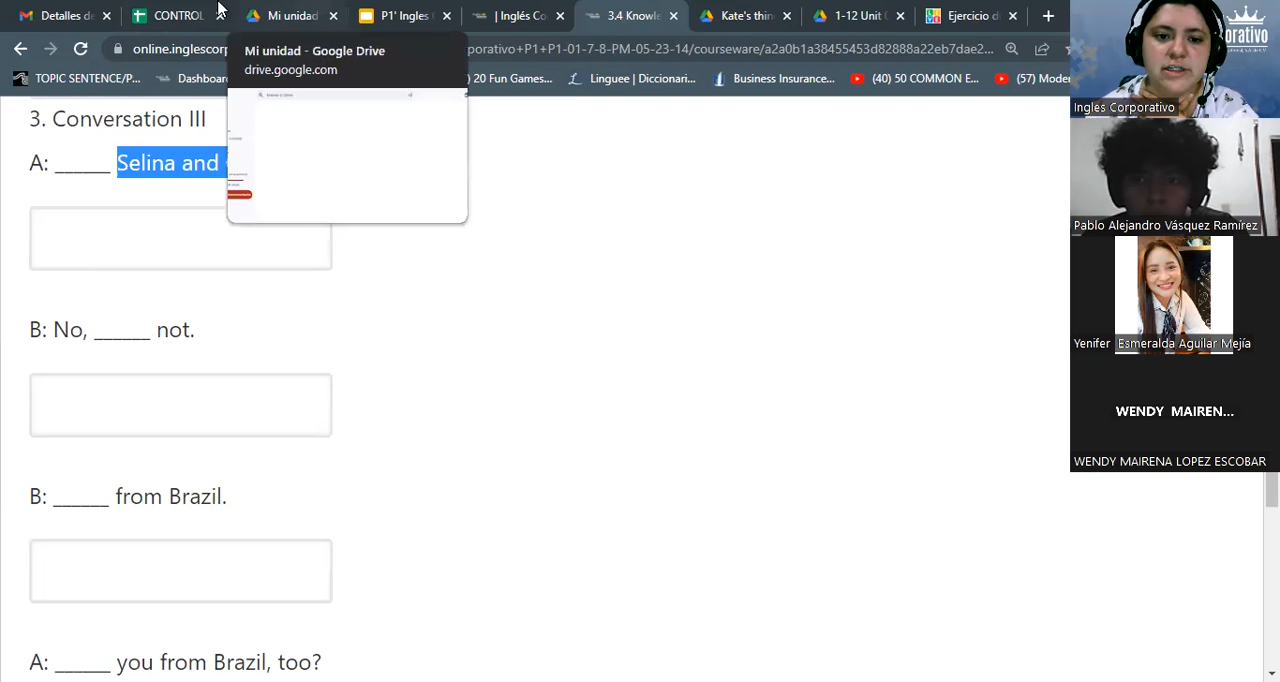 Detalles de
CONTROL
Mi unidad
P1' Ingles
| Inglés Co
3.4 Knowle
Kate's thin
1-12 Unit
Ejercicio d
online.inglescorp
porativo+P1+P1-01-7-8-PM-05-23-14/courseware/a2a0b1a38455453d82888a22eb7dae2...
Mi unidad - Google Drive
drive.google.com
TOPIC SENTENCE/P...
Dashboar
20 Fun Games...
Linguee | Diccionari...
Business Insurance...
(40) 50 COMMON E...
(57) Moder
orativo
Ingles Corporativo
3. Conversation III
A: ______ Selina and
Pablo Alejandro Vásquez Ramírez
B: No, ______ not.
Yenifer Esmeralda Aguilar Mejía
WENDY MAIREN...
WENDY MAIRENA LOPEZ ESCOBAR
B: ______ from Brazil.
A: ______ you from Brazil, too?